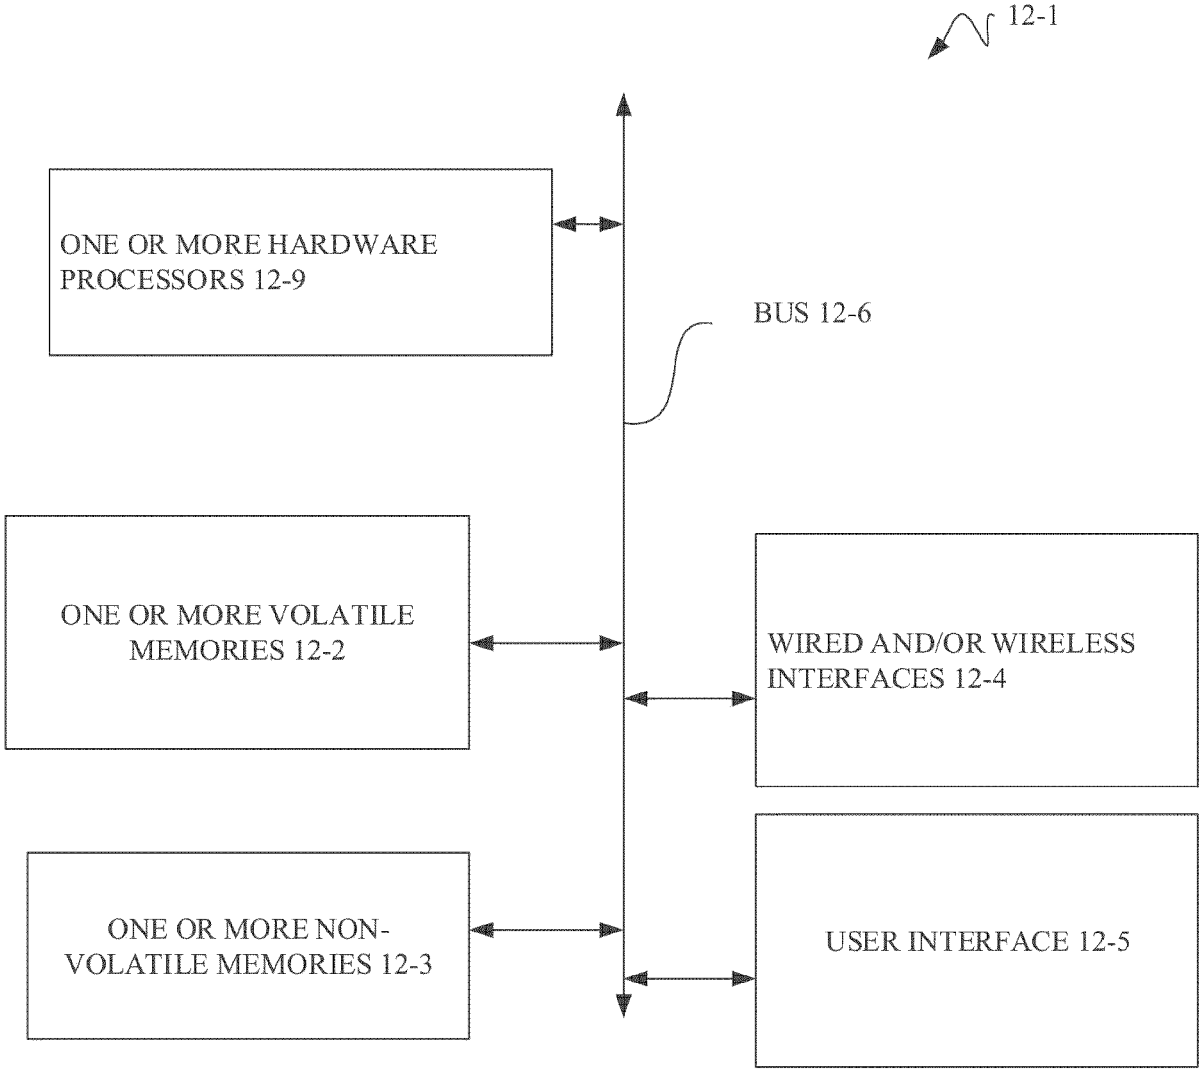 12-1
ONE OR MORE HARDWARE
PROCESSORS 12-9
BUS 12-6
ONE OR MORE VOLATILE
MEMORIES 12-2
WIRED AND/OR WIRELESS
INTERFACES 12-4
ONE OR MORE NON-
VOLATILE MEMORIES 12-3
USER INTERFACE 12-5